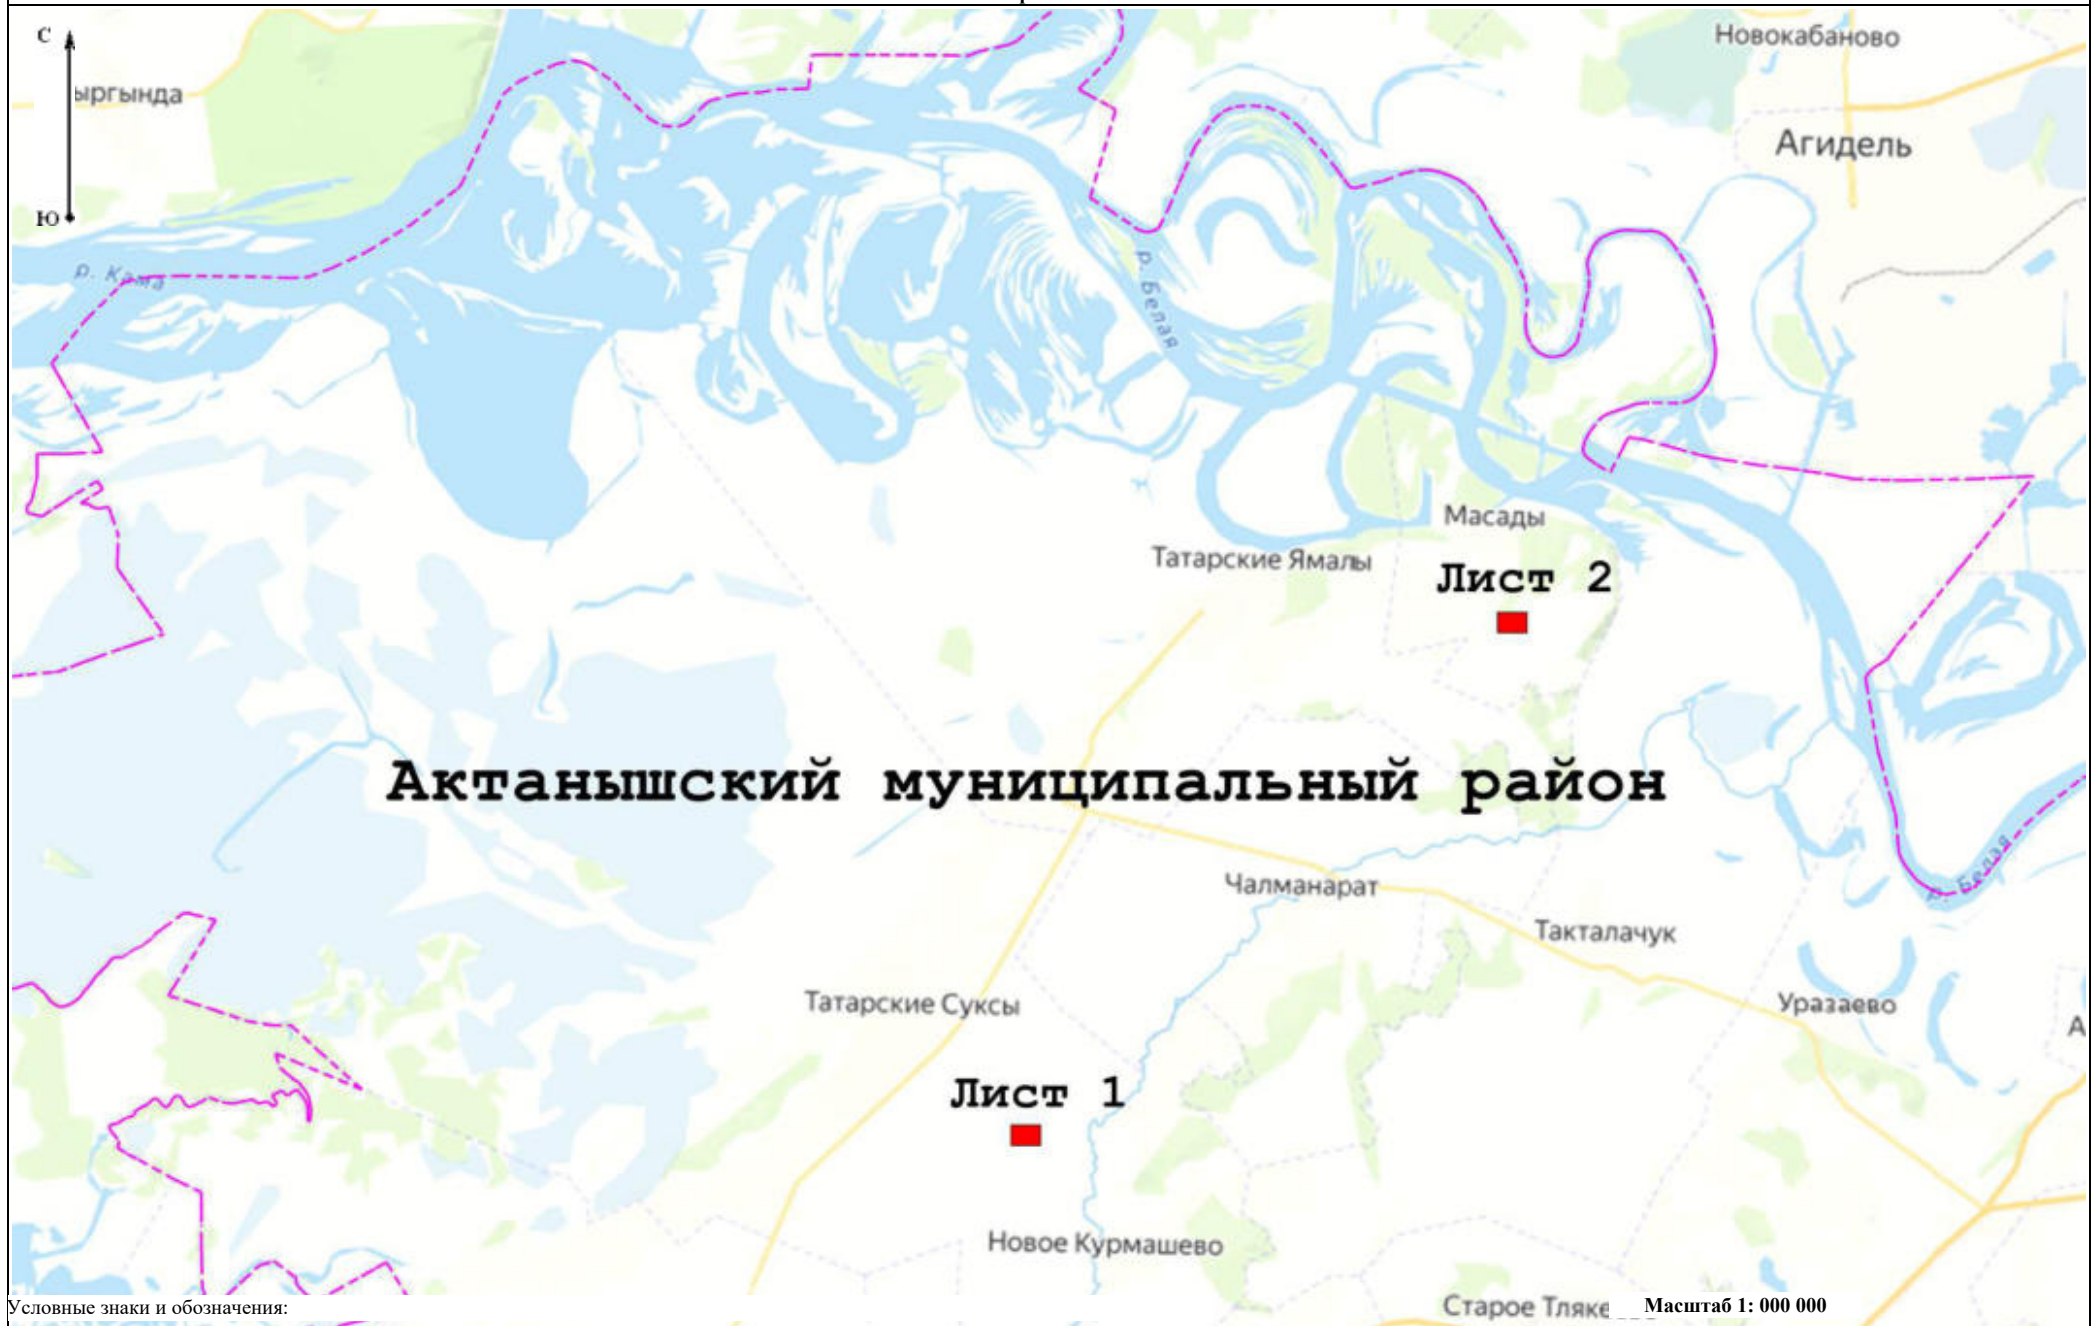 С
Новокабаново
ыргында
Агидель
Ю
р. Кама
р. Белая
Масады
Татарские Ямалы
Лист 2
Актанышский муниципальный район
р. Белая
Чалманарат
Такталачук
Татарские Суксы
Уразаево
А
Лист 1
Новое Курмашево
Условные знаки и обозначения:
Старое Тляке
Масштаб 1: 000 000